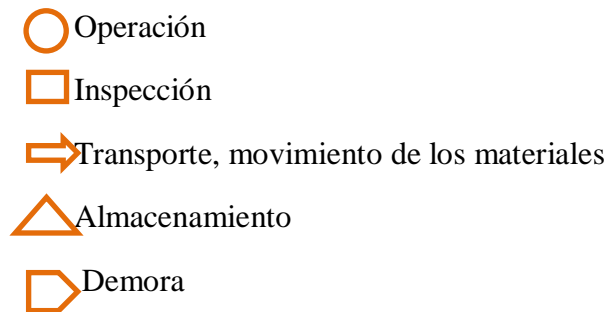 Operación
Inspección
Transporte, movimiento de los materiales
Almacenamiento
Demora